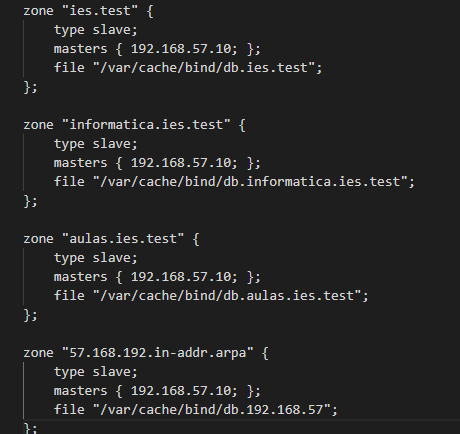 zone "ies.test" {
    type slave;
    masters { 192.168.57.10; };
    file "/var/cache/bind/db.ies.test";
};

zone "informatica.ies.test" {
    type slave;
    masters { 192.168.57.10; };
    file "/var/cache/bind/db.informatica.ies.test";
};

zone "aulas.ies.test" {
    type slave;
    masters { 192.168.57.10; };
    file "/var/cache/bind/db.aulas.ies.test";
};

zone "57.168.192.in-addr.arpa" {
    type slave;
    masters { 192.168.57.10; };
    file "/var/cache/bind/db.192.168.57";
};